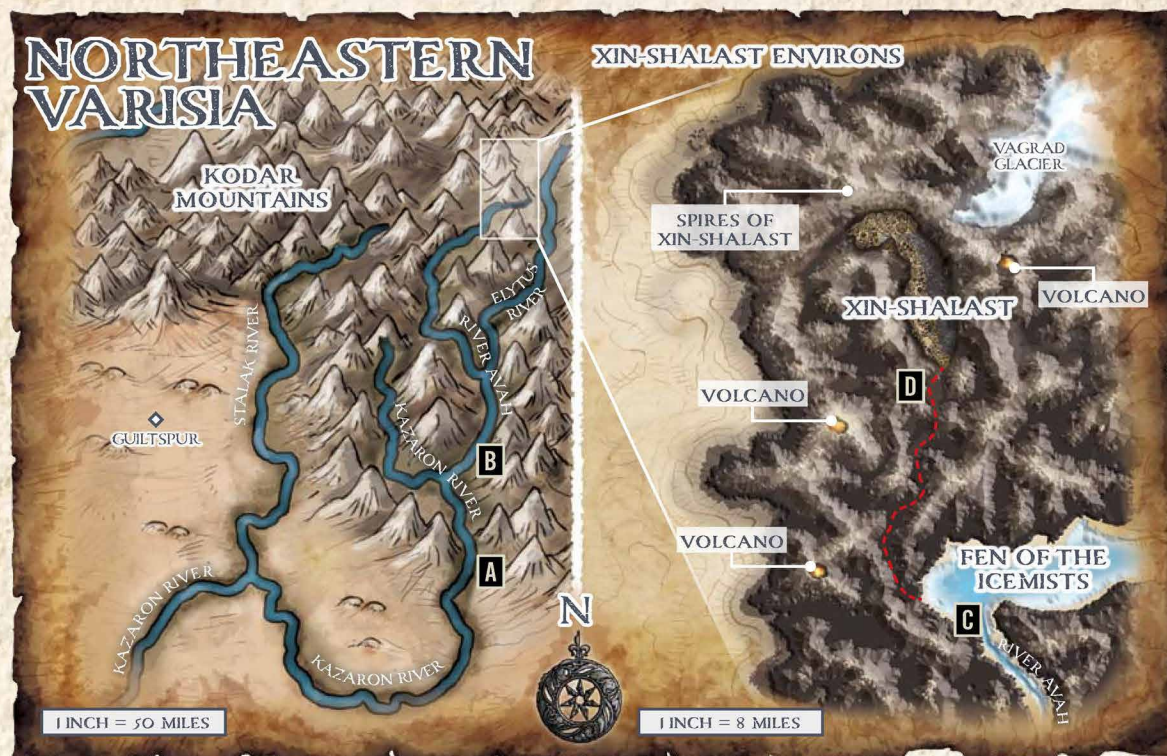 NORTHEASTERN
VARISIA
KODAR
MOUNTAINS
STALAK RIVER
ELYTUS
RIVER
RIVER AVAH
KAZARON RIVER
GUILTSPUR
B
A
KAZARON RIVER
KAZARON RIVER
1 INCH = 50 MILES
N
XIN-SHALAST ENVIRONS
VAGRAD
GLACIER
SPIRES OF
XIN-SHALAST
VOLCANO
XIN-SHALAST
D
VOLCANO
VOLCANO
FEN OF THE
ICEMISTS
C
RIVER AVAH
1 INCH = 8 MILES